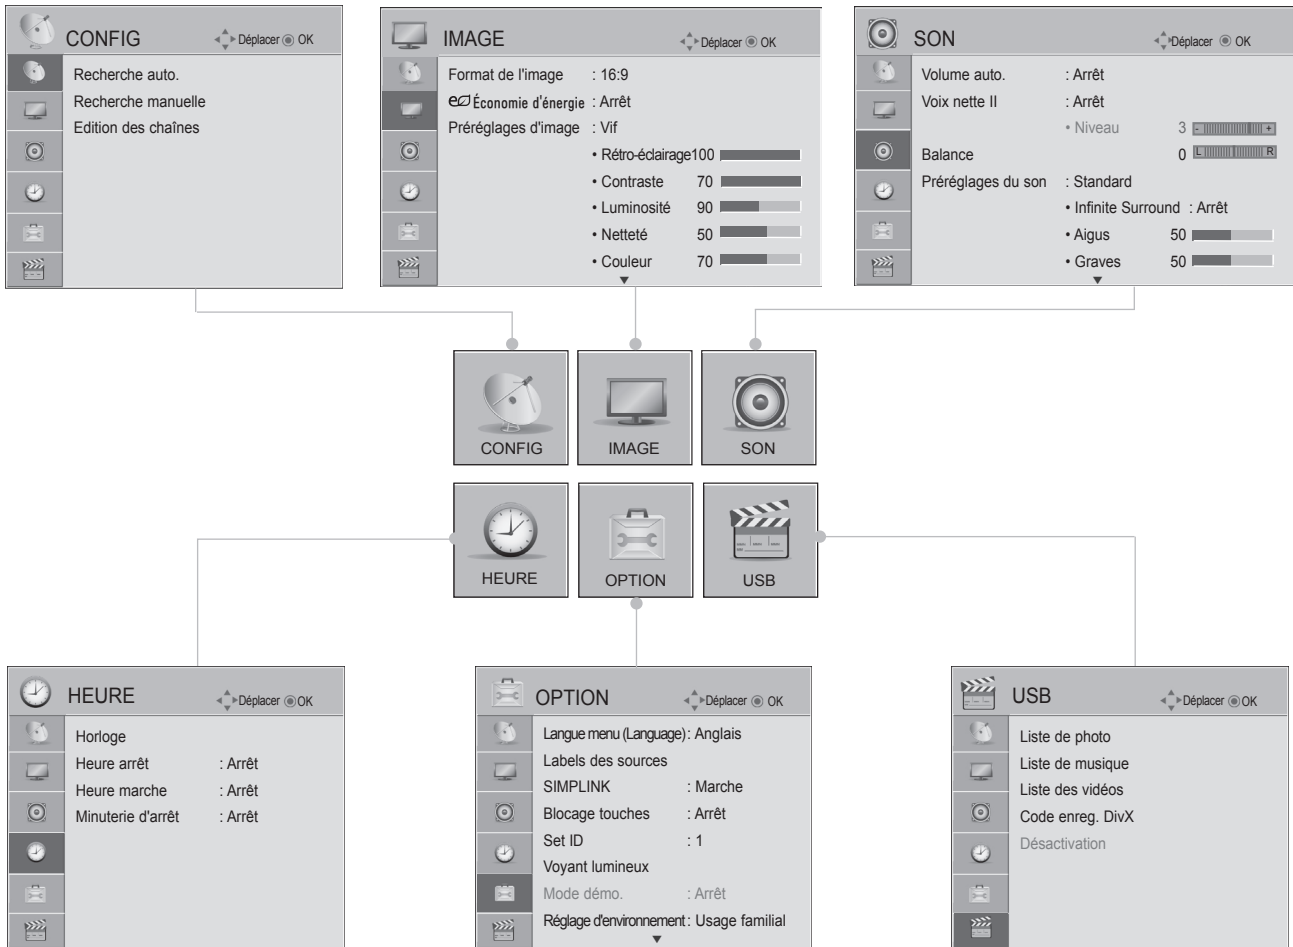 CONFIG
Déplacer OK
Recherche auto.
Recherche manuelle
Edition des chaînes
IMAGE
Déplacer OK
Format de l'image : 16:9
Économie d'énergie : Arrêt
Préréglages d'image : Vif
• Rétro-éclairage100
• Contraste 70
• Luminosité 90
• Netteté 50
• Couleur 70
SON
Déplacer OK
Volume auto. : Arrêt
Voix nette II : Arrêt
• Niveau 3 - +
Balance 0 L R
Préréglages du son : Standard
• Infinite Surround : Arrêt
• Aigus 50
• Graves 50
CONFIG
IMAGE
SON
HEURE
OPTION
USB
HEURE
Déplacer OK
Horloge
Heure arrêt : Arrêt
Heure marche : Arrêt
Minuterie d'arrêt : Arrêt
OPTION
Déplacer OK
Langue menu (Language) : Anglais
Labels des sources
SIMPLINK : Marche
Blocage touches : Arrêt
Set ID : 1
Voyant lumineux
Mode démo. : Arrêt
Réglage d'environnement : Usage familial
USB
Déplacer OK
Liste de photo
Liste de musique
Liste des vidéos
Code enreg. DivX
Désactivation